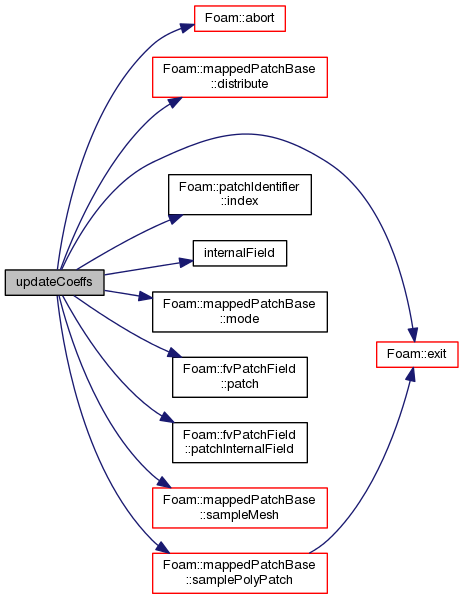 Foam::abort
Foam::mappedPatchBase
::distribute
Foam::patchIdentifier
::index
internalField
updateCoeffs
Foam::mappedPatchBase
::mode
Foam::exit
Foam::fvPatchField
::patch
Foam::fvPatchField
::patchInternalField
Foam::mappedPatchBase
::sampleMesh
Foam::mappedPatchBase
::samplePolyPatch